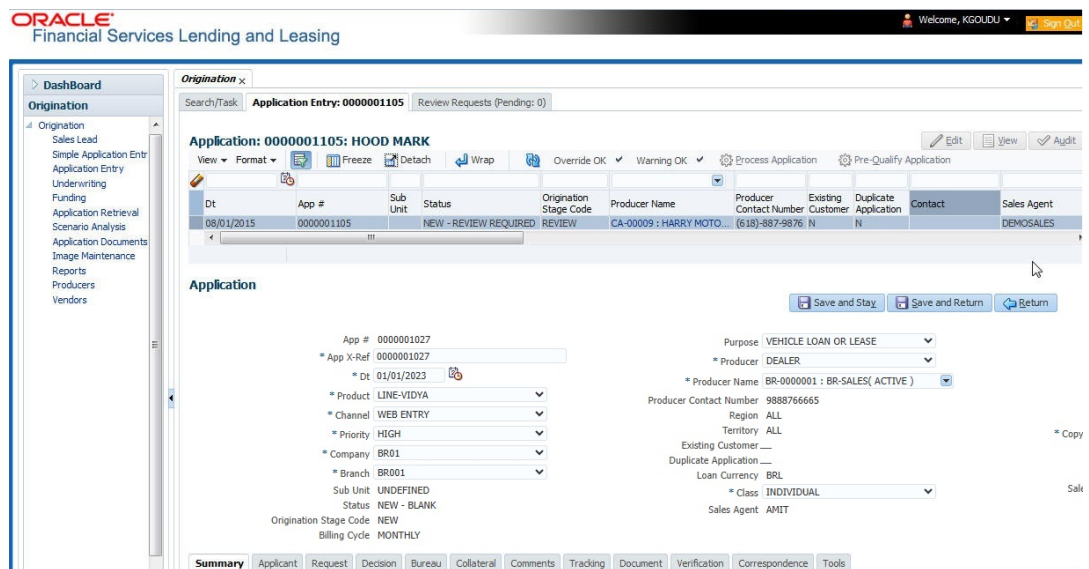 ORACLE
Financial Services Lending and Leasing
Welcome, KGOUDU
Sign Out
DashBoard
Origination
Origination
Sales Lead
Simple Application Entr
Application Entry
Underwriting
Funding
Application Retrieval
Scenario Analysis
Application Documents
Image Maintenance
Reports
Producers
Vendors
Origination x
Search/Task Application Entry: 0000001105 Review Requests (Pending: 0)
Application: 0000001105: HOOD MARK
Edit View Audit
View Format Freeze Detach Wrap Override OK Warning OK Process Application Pre-Qualify Application
Dt App # Sub Unit Status Origination Stage Code Producer Name Producer Contact Number Existing Customer Duplicate Application Contact Sales Agent
08/01/2015 0000001105 NEW - REVIEW REQUIRED REVIEW CA-00009 : HARRY MOTO... (618)-887-9876 N N DEMOSALES
Application
Save and Stay Save and Return Return
App # 0000001027
* App X-Ref 0000001027
* Dt 01/01/2023
* Product LINE-VIDYA
* Channel WEB ENTRY
* Priority HIGH
* Company BR01
* Branch BR001
Sub Unit UNDEFINED
Status NEW - BLANK
Origination Stage Code NEW
Billing Cycle MONTHLY
Purpose VEHICLE LOAN OR LEASE
* Producer DEALER
* Producer Name BR-0000001 : BR-SALES( ACTIVE )
Producer Contact Number 9888766665
Region ALL
Territory ALL
Existing Customer
Duplicate Application
Loan Currency BRL
* Class INDIVIDUAL
Sales Agent AMIT
* Copy
Sale
Summary Applicant Request Decision Bureau Collateral Comments Tracking Document Verification Correspondence Tools